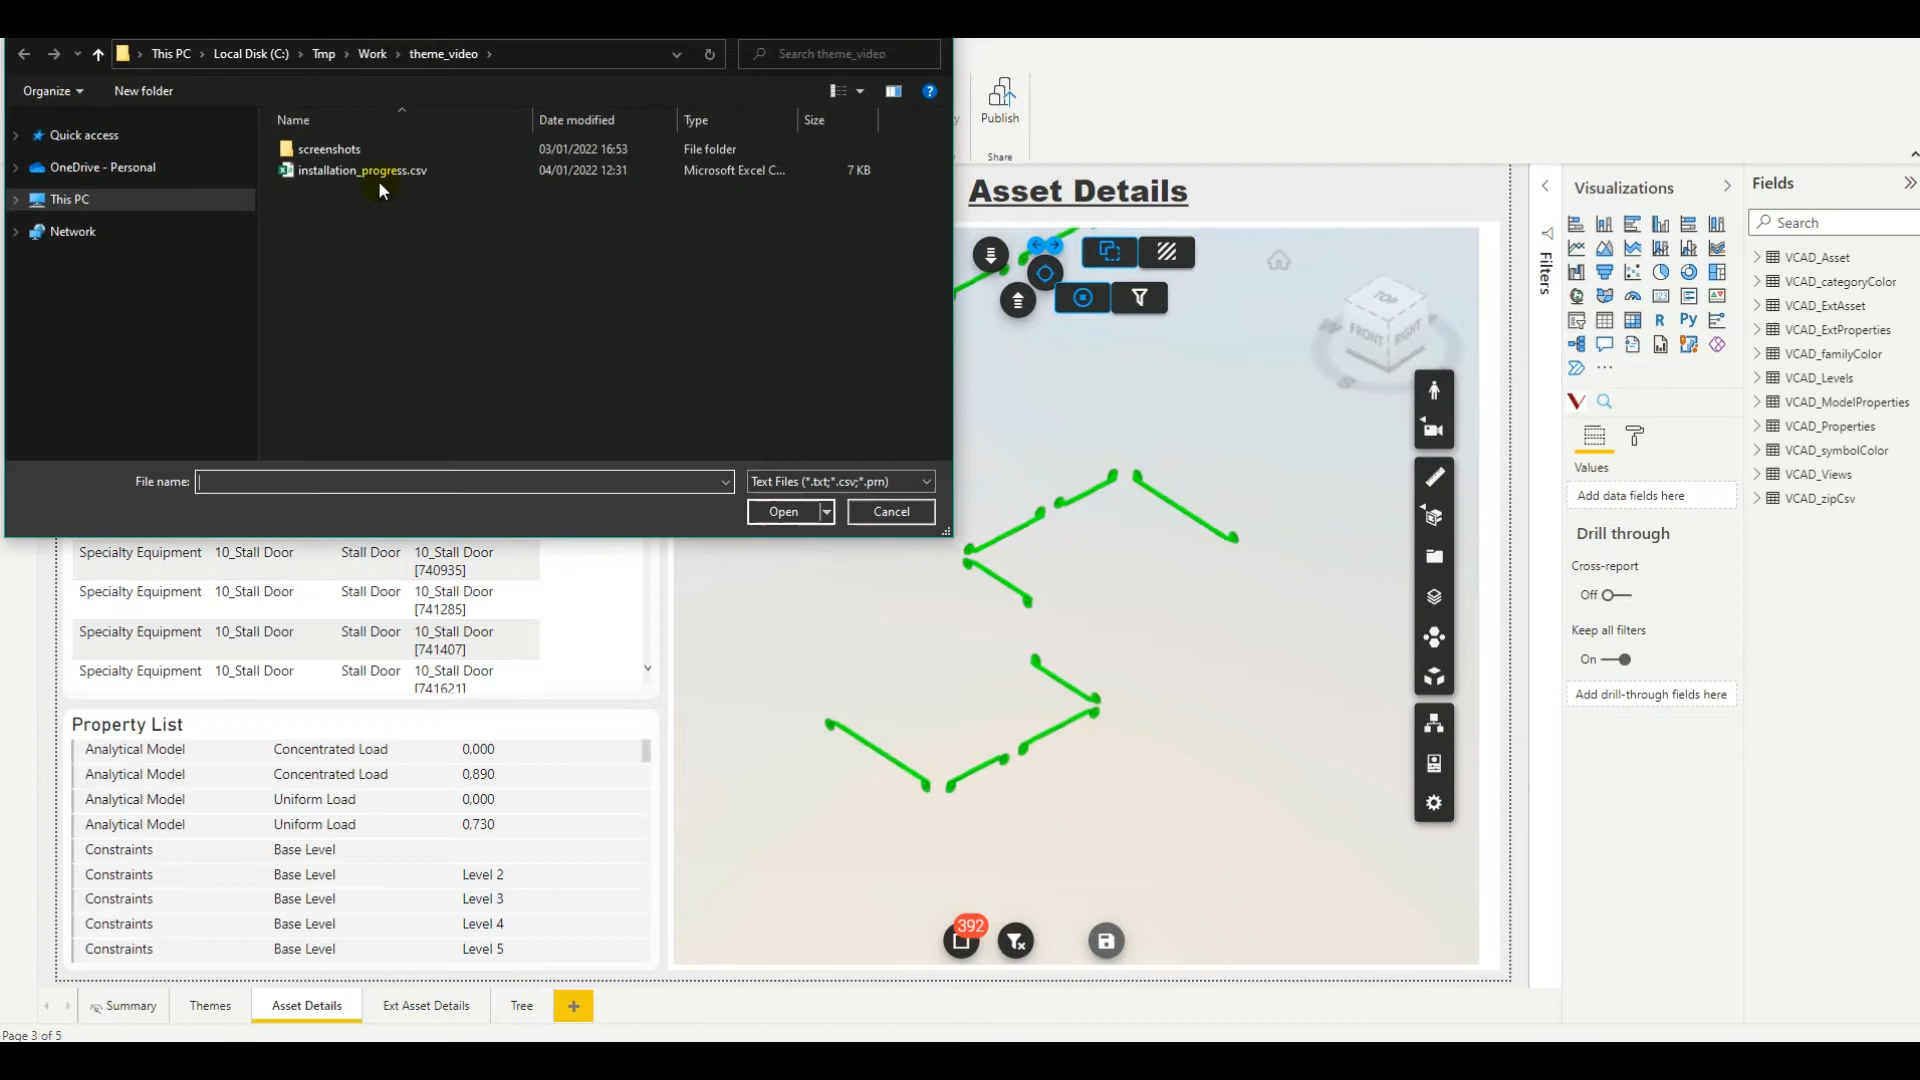 This PC > Local Disk (C:) > Tmp > Work > theme_video >
Search theme_video
Organize
New folder
Name
Date modified
Type
Size
Quick access
OneDrive - Personal
This PC
Network
screenshots 03/01/2022 16:53 File folder
installation_progress.csv 04/01/2022 12:31 Microsoft Excel C... 7 KB
File name:
Text Files (*.txt;*.csv;*.prn)
Open
Cancel
Publish
Share
Asset Details
TOP
FRONT
RIGHT
Specialty Equipment 10_Stall Door Stall Door 10_Stall Door
[740935]
Specialty Equipment 10_Stall Door Stall Door 10_Stall Door
[741285]
Specialty Equipment 10_Stall Door Stall Door 10_Stall Door
[741407]
Specialty Equipment 10_Stall Door Stall Door 10_Stall Door
[741621]
Property List
Analytical Model Concentrated Load 0,000
Analytical Model Concentrated Load 0,890
Analytical Model Uniform Load 0,000
Analytical Model Uniform Load 0,730
Constraints Base Level
Constraints Base Level Level 2
Constraints Base Level Level 3
Constraints Base Level Level 4
Constraints Base Level Level 5
392
Filters
Visualizations
R
Py
123
Values
Add data fields here
Drill through
Cross-report
Off
Keep all filters
On
Add drill-through fields here
Fields
Search
VCAD_Asset
VCAD_categoryColor
VCAD_ExtAsset
VCAD_ExtProperties
VCAD_familyColor
VCAD_Levels
VCAD_ModelProperties
VCAD_Properties
VCAD_symbolColor
VCAD_Views
VCAD_zipCsv
Summary
Themes
Asset Details
Ext Asset Details
Tree
Page 3 of 5